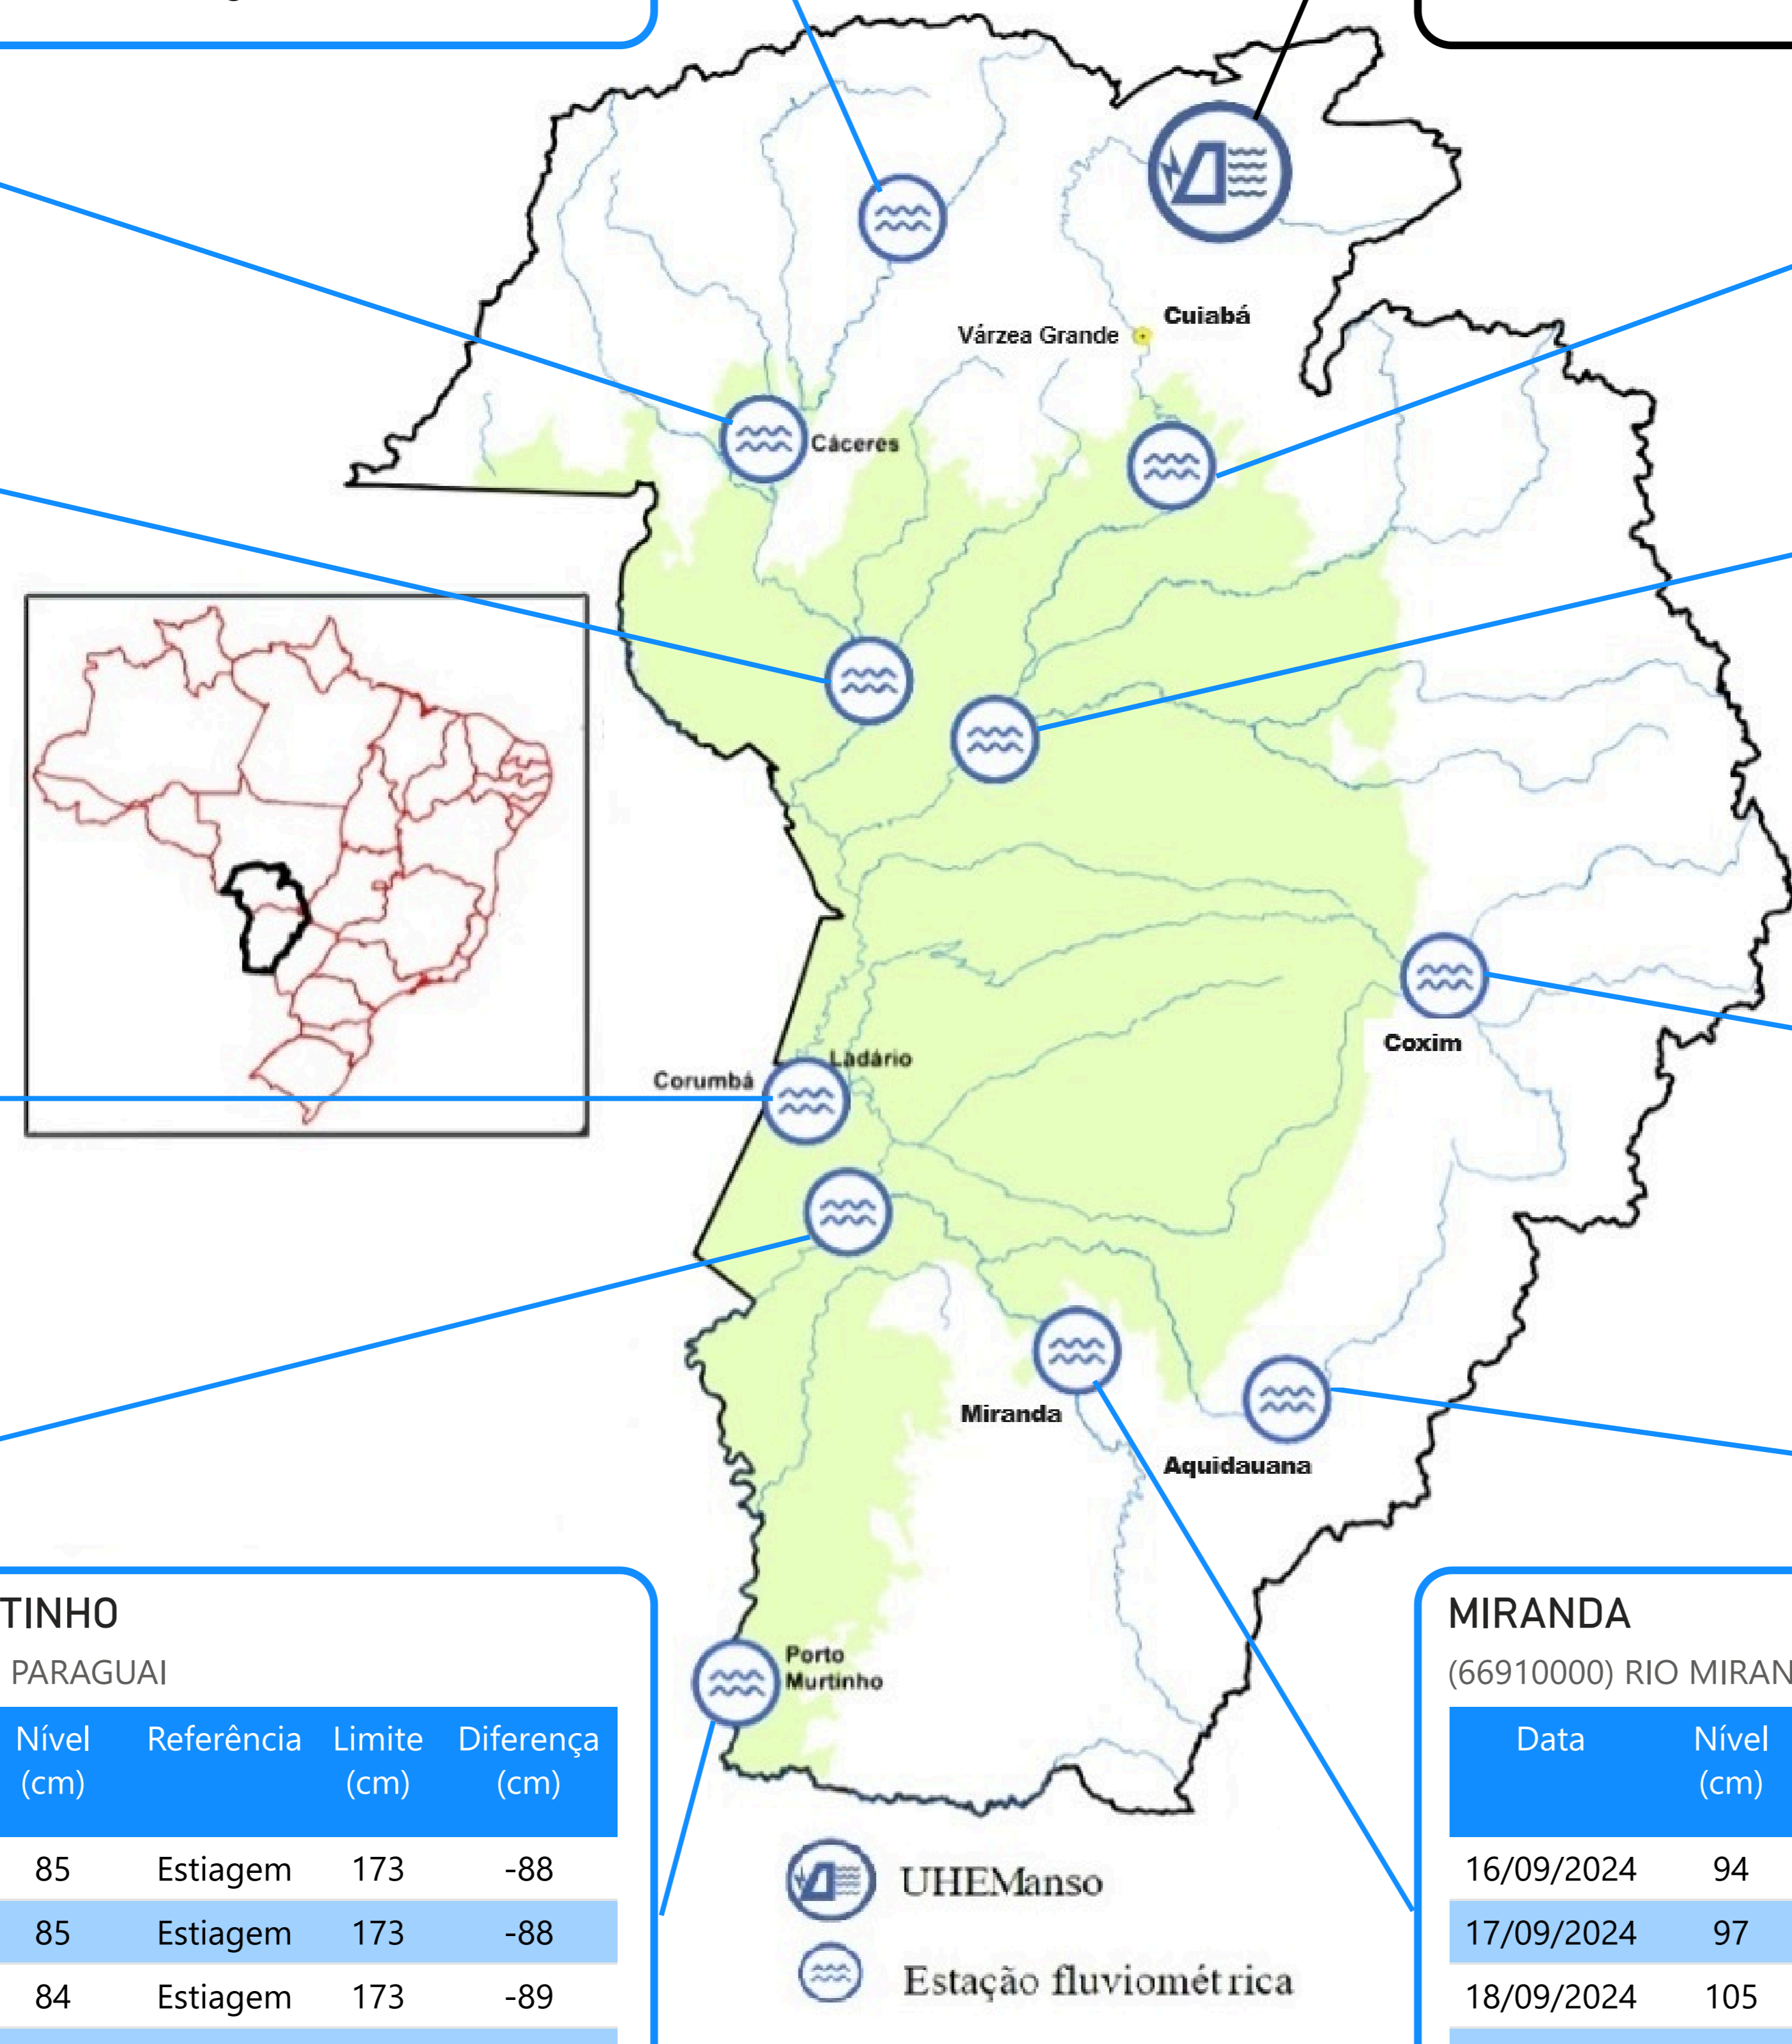 Cuiabá
Várzea Grande
Cáceres
Coxim
Ladário
Corumbá
Miranda
Aquidauana
Porto
Murtinho
TINHO
PARAGUAI
Nível Referência Limite Diferença
(cm) (cm) (cm)
85 Estiagem 173 -88
85 Estiagem 173 -88
84 Estiagem 173 -89
UHEManso
Estação fluviométrica
MIRANDA
(66910000) RIO MIRAN
Data Nível
(cm)
16/09/2024 94
17/09/2024 97
18/09/2024 105